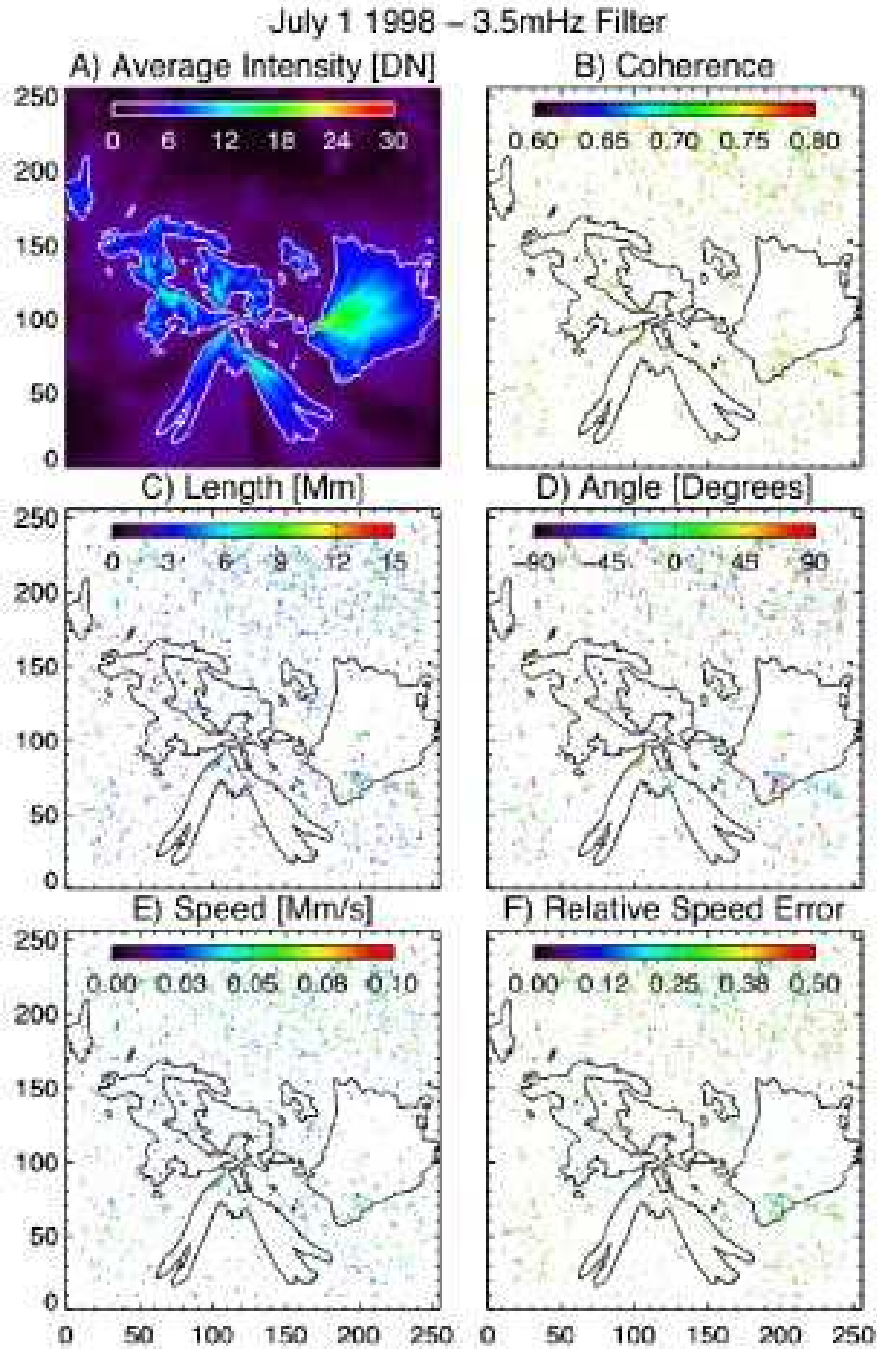 July 1 1998 – 3.5mHz Filter
A) Average Intensity [DN]
B) Coherence
250
200
150
100
50
0
0 6 12 18 24 30
0.60 0.65 0.70 0.75 0.80
C) Length [Mm]
D) Angle [Degrees]
250
200
150
100
50
0
0 3 6 9 12 15
−90 −45 0 45 90
E) Speed [Mm/s]
F) Relative Speed Error
250
200
150
100
50
0
0.00 0.03 0.05 0.08 0.10
0.00 0.12 0.25 0.38 0.50
0 50 100 150 200 250
0 50 100 150 200 250